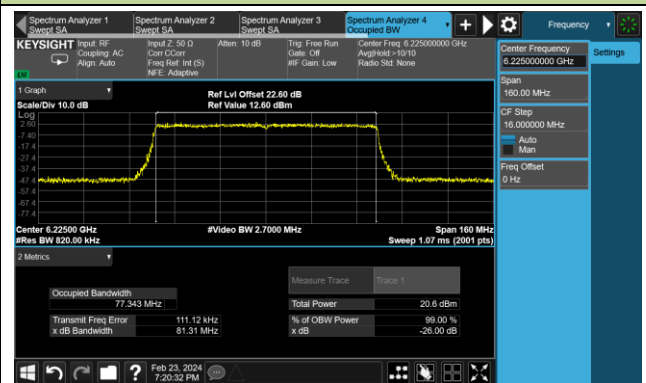 Spectrum Analyzer 1
Swept SA
Spectrum Analyzer 2
Swept SA
Spectrum Analyzer 3
Swept SA
Spectrum Analyzer 4
Occupied BW
Frequency
KEYSIGHT
Input: RF
Coupling: AC
Align: Auto
Input Z: 50 Ω
Corr CCorr
Freq Ref: Int (S)
NFE: Adaptive
Atten: 10 dB
Trig: Free Run
Gate: Off
#IF Gain: Low
Center Freq: 6.225000000 GHz
Avg|Hold:>10/10
Radio Std: None
LXI
1 Graph
Scale/Div 10.0 dB
Ref Lvl Offset 22.60 dB
Ref Value 12.60 dBm
Log
2.60
-7.40
-17.4
-27.4
-37.4
-47.4
-57.4
-67.4
-77.4
Center 6.22500 GHz
#Res BW 820.00 kHz
#Video BW 2.7000 MHz
Span 160 MHz
Sweep 1.07 ms (2001 pts)
2 Metrics
Measure Trace
Trace 1
Occupied Bandwidth
77.343 MHz
Total Power
20.6 dBm
Transmit Freq Error
111.12 kHz
% of OBW Power
99.00 %
x dB Bandwidth
81.31 MHz
x dB
-26.00 dB
Center Frequency
6.225000000 GHz
Settings
Span
160.00 MHz
CF Step
16.000000 MHz
Auto
Man
Freq Offset
0 Hz
Feb 23, 2024
7:20:32 PM